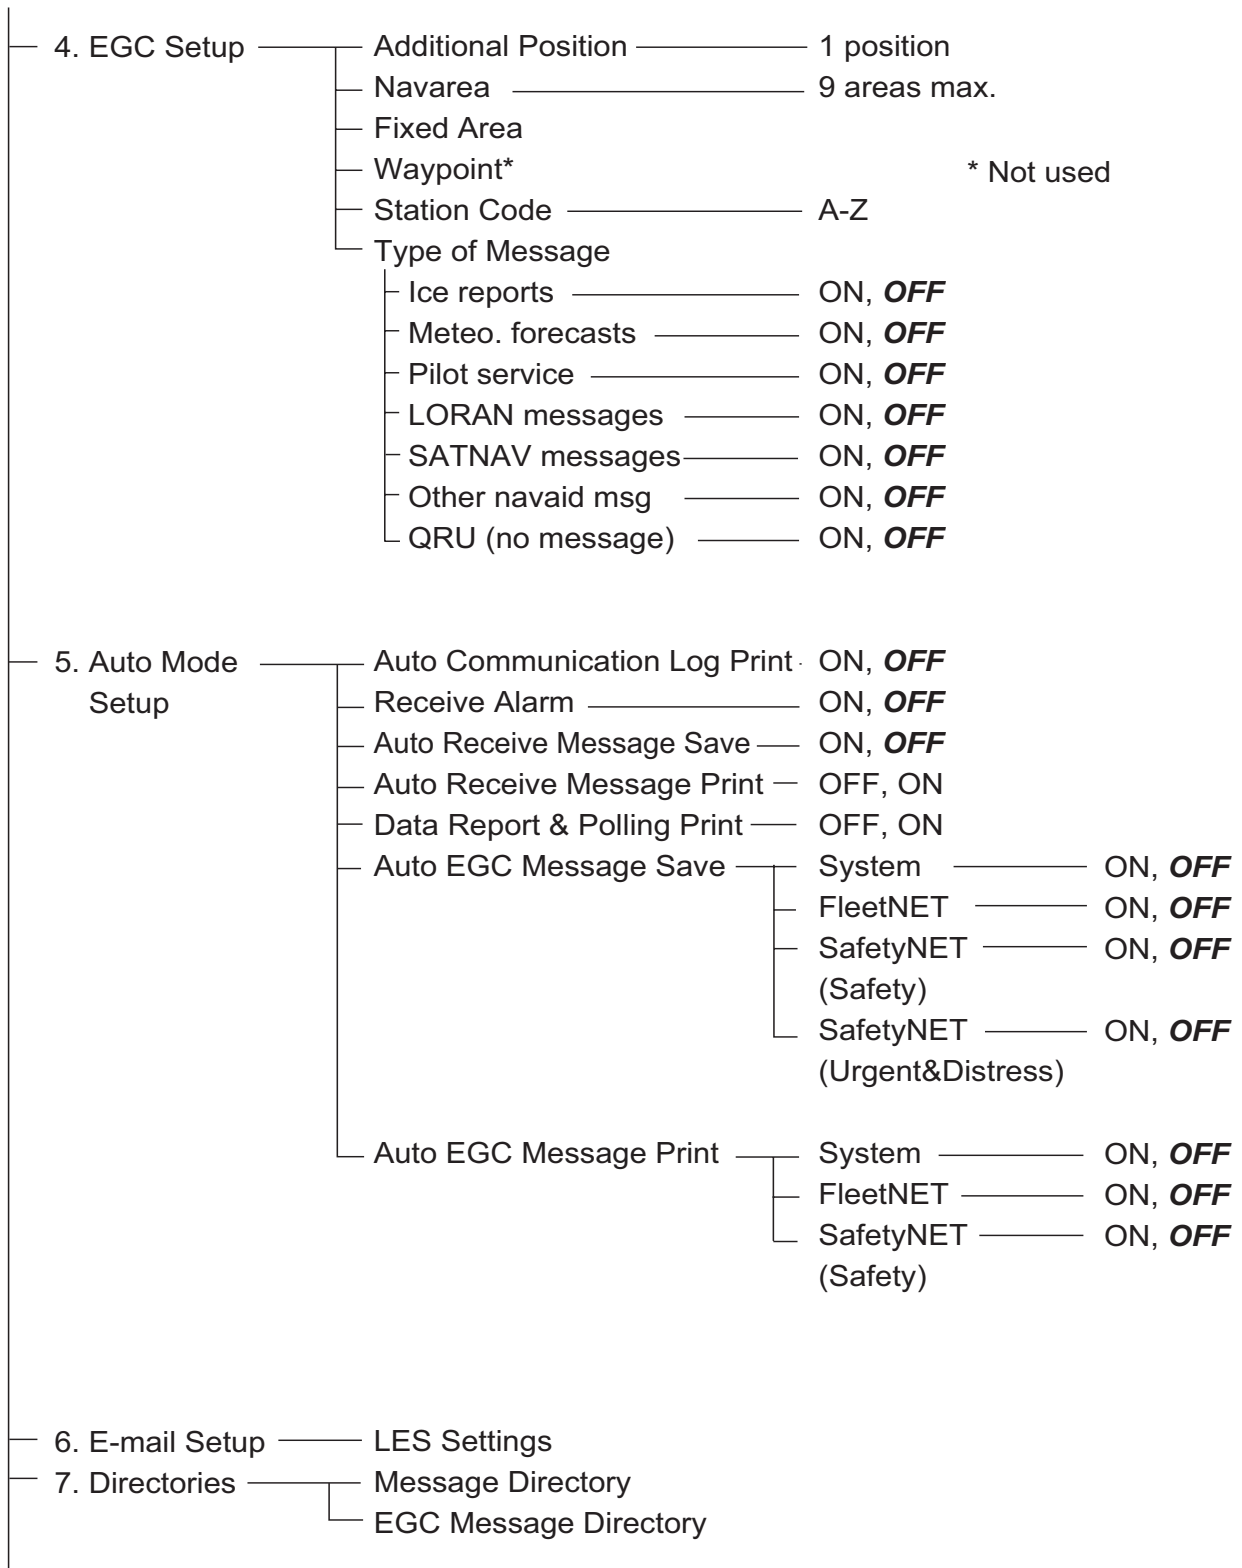 4. EGC Setup Additional Position 1 position
Navarea 9 areas max.
Fixed Area
Waypoint* * Not used
Station Code A-Z
Type of Message
Ice reports ON, OFF
Meteo. forecasts ON, OFF
Pilot service ON, OFF
LORAN messages ON, OFF
SATNAV messages ON, OFF
Other navaid msg ON, OFF
QRU (no message) ON, OFF
5. Auto Mode Auto Communication Log Print ON, OFF
Setup Receive Alarm ON, OFF
Auto Receive Message Save ON, OFF
Auto Receive Message Print OFF, ON
Data Report & Polling Print OFF, ON
Auto EGC Message Save System ON, OFF
FleetNET ON, OFF
SafetyNET ON, OFF
(Safety)
SafetyNET ON, OFF
(Urgent&Distress)
Auto EGC Message Print System ON, OFF
FleetNET ON, OFF
SafetyNET ON, OFF
(Safety)
6. E-mail Setup LES Settings
7. Directories Message Directory
EGC Message Directory